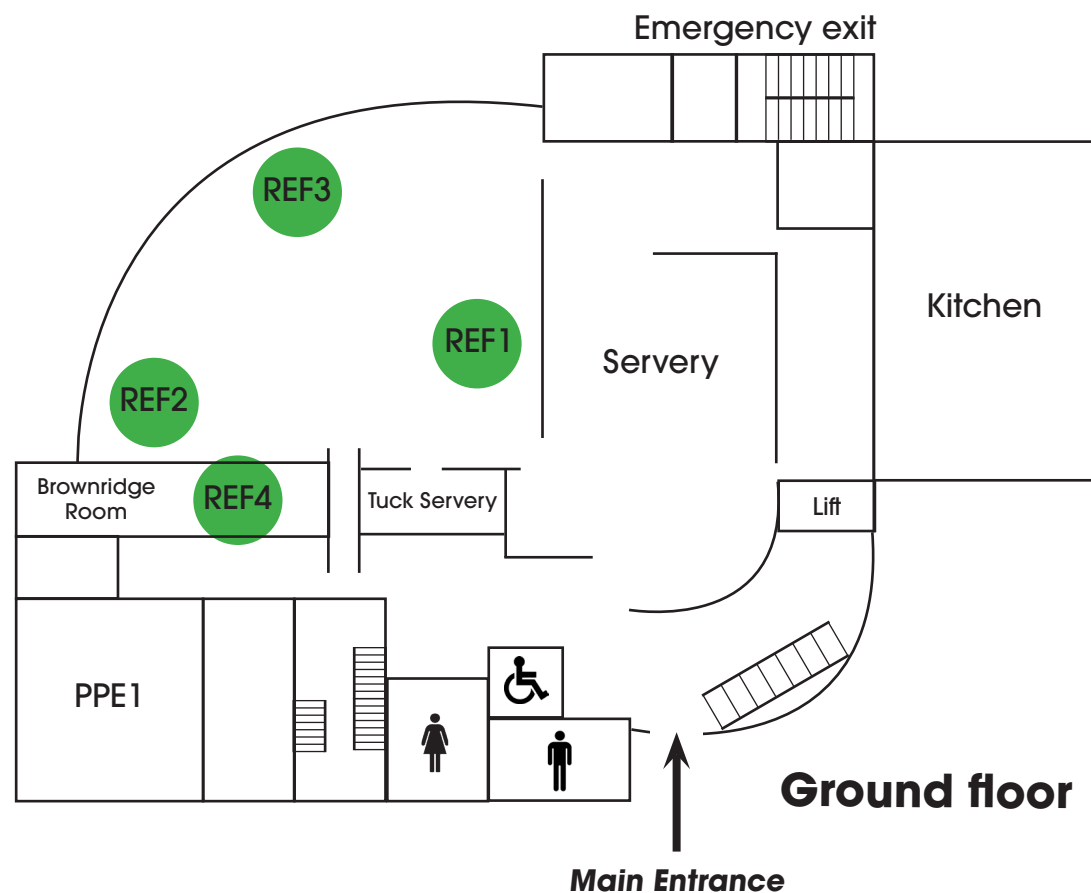 Emergency exit
REF3
Kitchen
REF1
Servery
REF2
Brownridge
Room
REF4
Tuck Servery
Lift
PPE1
Ground floor
Main Entrance